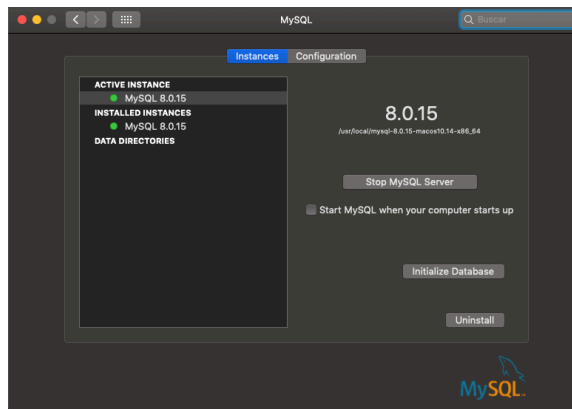 MySQL
Buscar
Instances
Configuration
ACTIVE INSTANCE
MySQL 8.0.15
INSTALLED INSTANCES
MySQL 8.0.15
DATA DIRECTORIES
8.0.15
/usr/local/mysql-8.0.15-macos10.14-x86_64
Stop MySQL Server
Start MySQL when your computer starts up
Initialize Database
Uninstall
MySQL